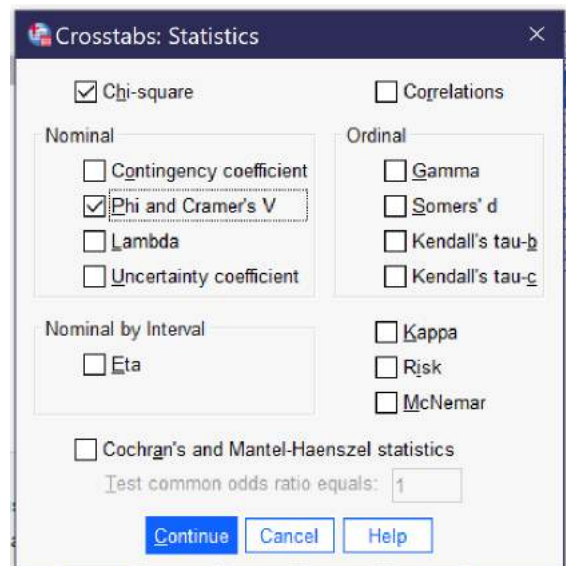 Crosstabs: Statistics
Chi-square
Correlations
Nominal
Contingency coefficient
Phi and Cramer's V
Lambda
Uncertainty coefficient
Ordinal
Gamma
Somers' d
Kendall's tau-b
Kendall's tau-c
Nominal by Interval
Eta
Kappa
Risk
McNemar
Cochran's and Mantel-Haenszel statistics
Test common odds ratio equals: 1
Continue Cancel Help